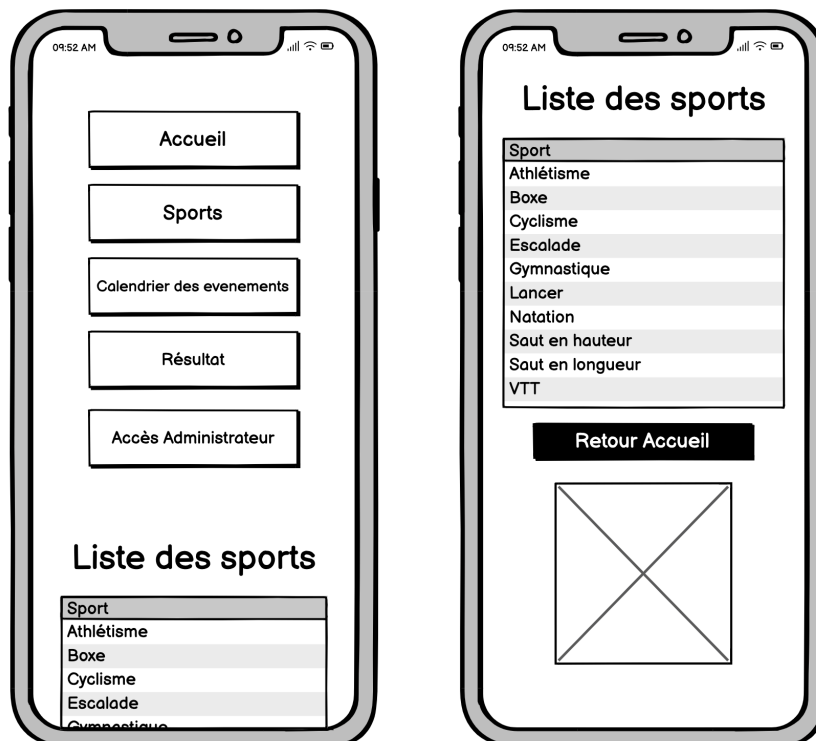 09:52 AM
Accueil
Sports
Calendrier des evenements
Résultat
Accès Administrateur
Liste des sports
Sport
Athlétisme
Boxe
Cyclisme
Escalade
Gymnastique
09:52 AM
Liste des sports
Sport
Athlétisme
Boxe
Cyclisme
Escalade
Gymnastique
Lancer
Natation
Saut en hauteur
Saut en longueur
VTT
Retour Accueil